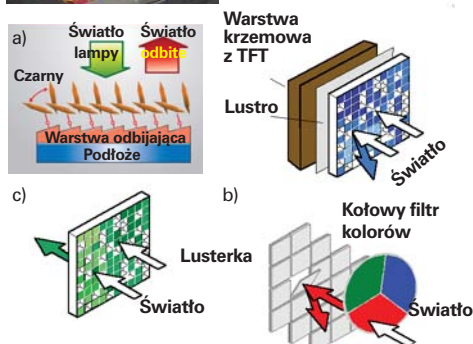 a)
Światło
lampy
Światło
odbite
Czarny
Warstwa odbijająca
Podłoże
Warstwa
krzemowa
z TFT
Lustro
Światło
c)
Lusterka
Światło
b)
Kołowy filtr
kolorów
Światło